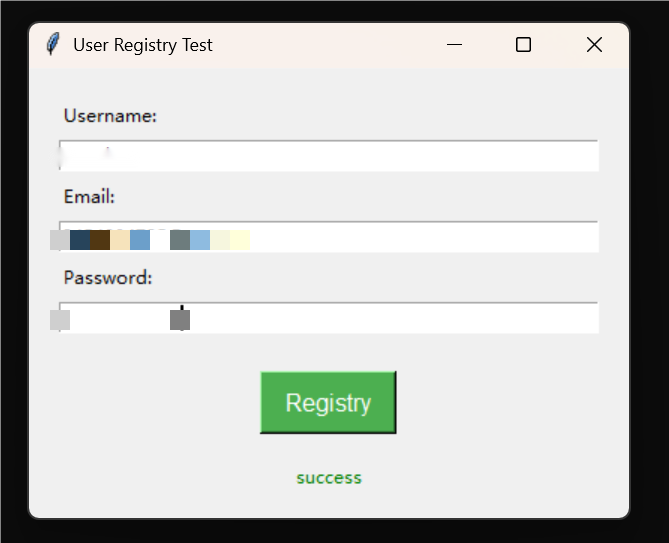 User Registry Test
Username:
Email:
Password:
Registry
success